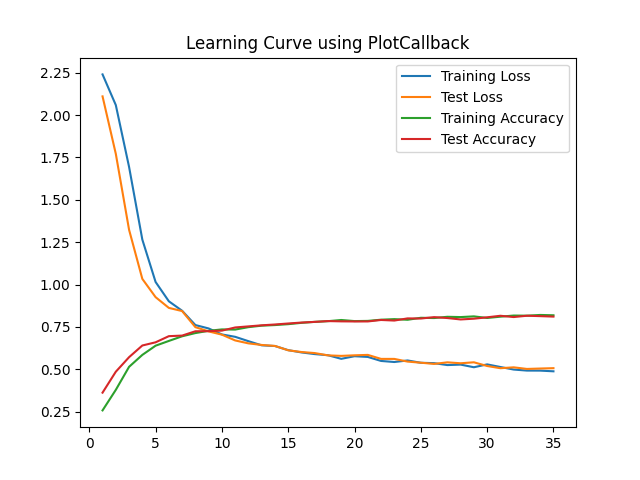 Learning Curve using PlotCallback
Training Loss
Test Loss
Training Accuracy
Test Accuracy
2.25
2.00
1.75
1.50
1.25
1.00
0.75
0.50
0.25
0 5 10 15 20 25 30 35